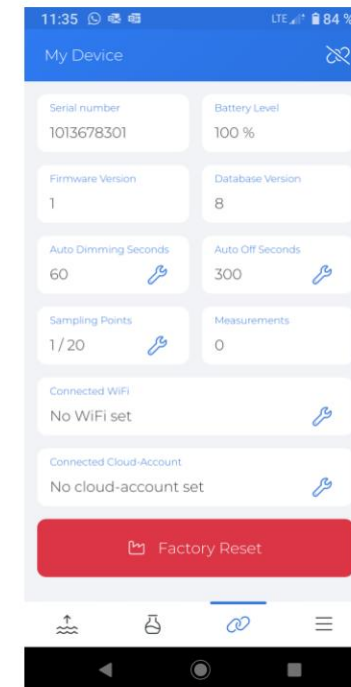 11:35 LTE 84 %
My Device
Serial number
1013678301
Battery Level
100 %
Firmware Version
1
Database Version
8
Auto Dimming Seconds
60
Auto Off Seconds
300
Sampling Points
1 / 20
Measurements
0
Connected WiFi
No WiFi set
Connected Cloud-Account
No cloud-account set
Factory Reset